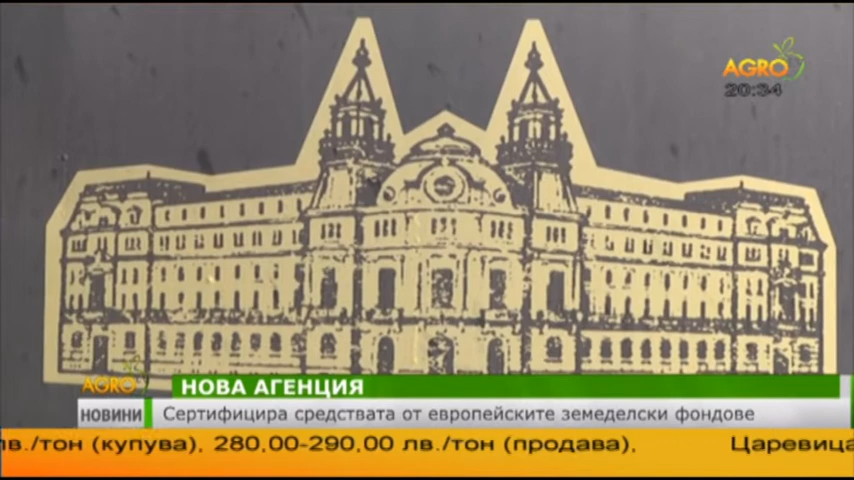 AGRO
20:34
AGRO
НОВА АГЕНЦИЯ
НОВИНИ
Сертифицира средствата от европейските земеделски фондове
лв./тон (купува), 280,00-290,00 лв./тон (продава), Царевица